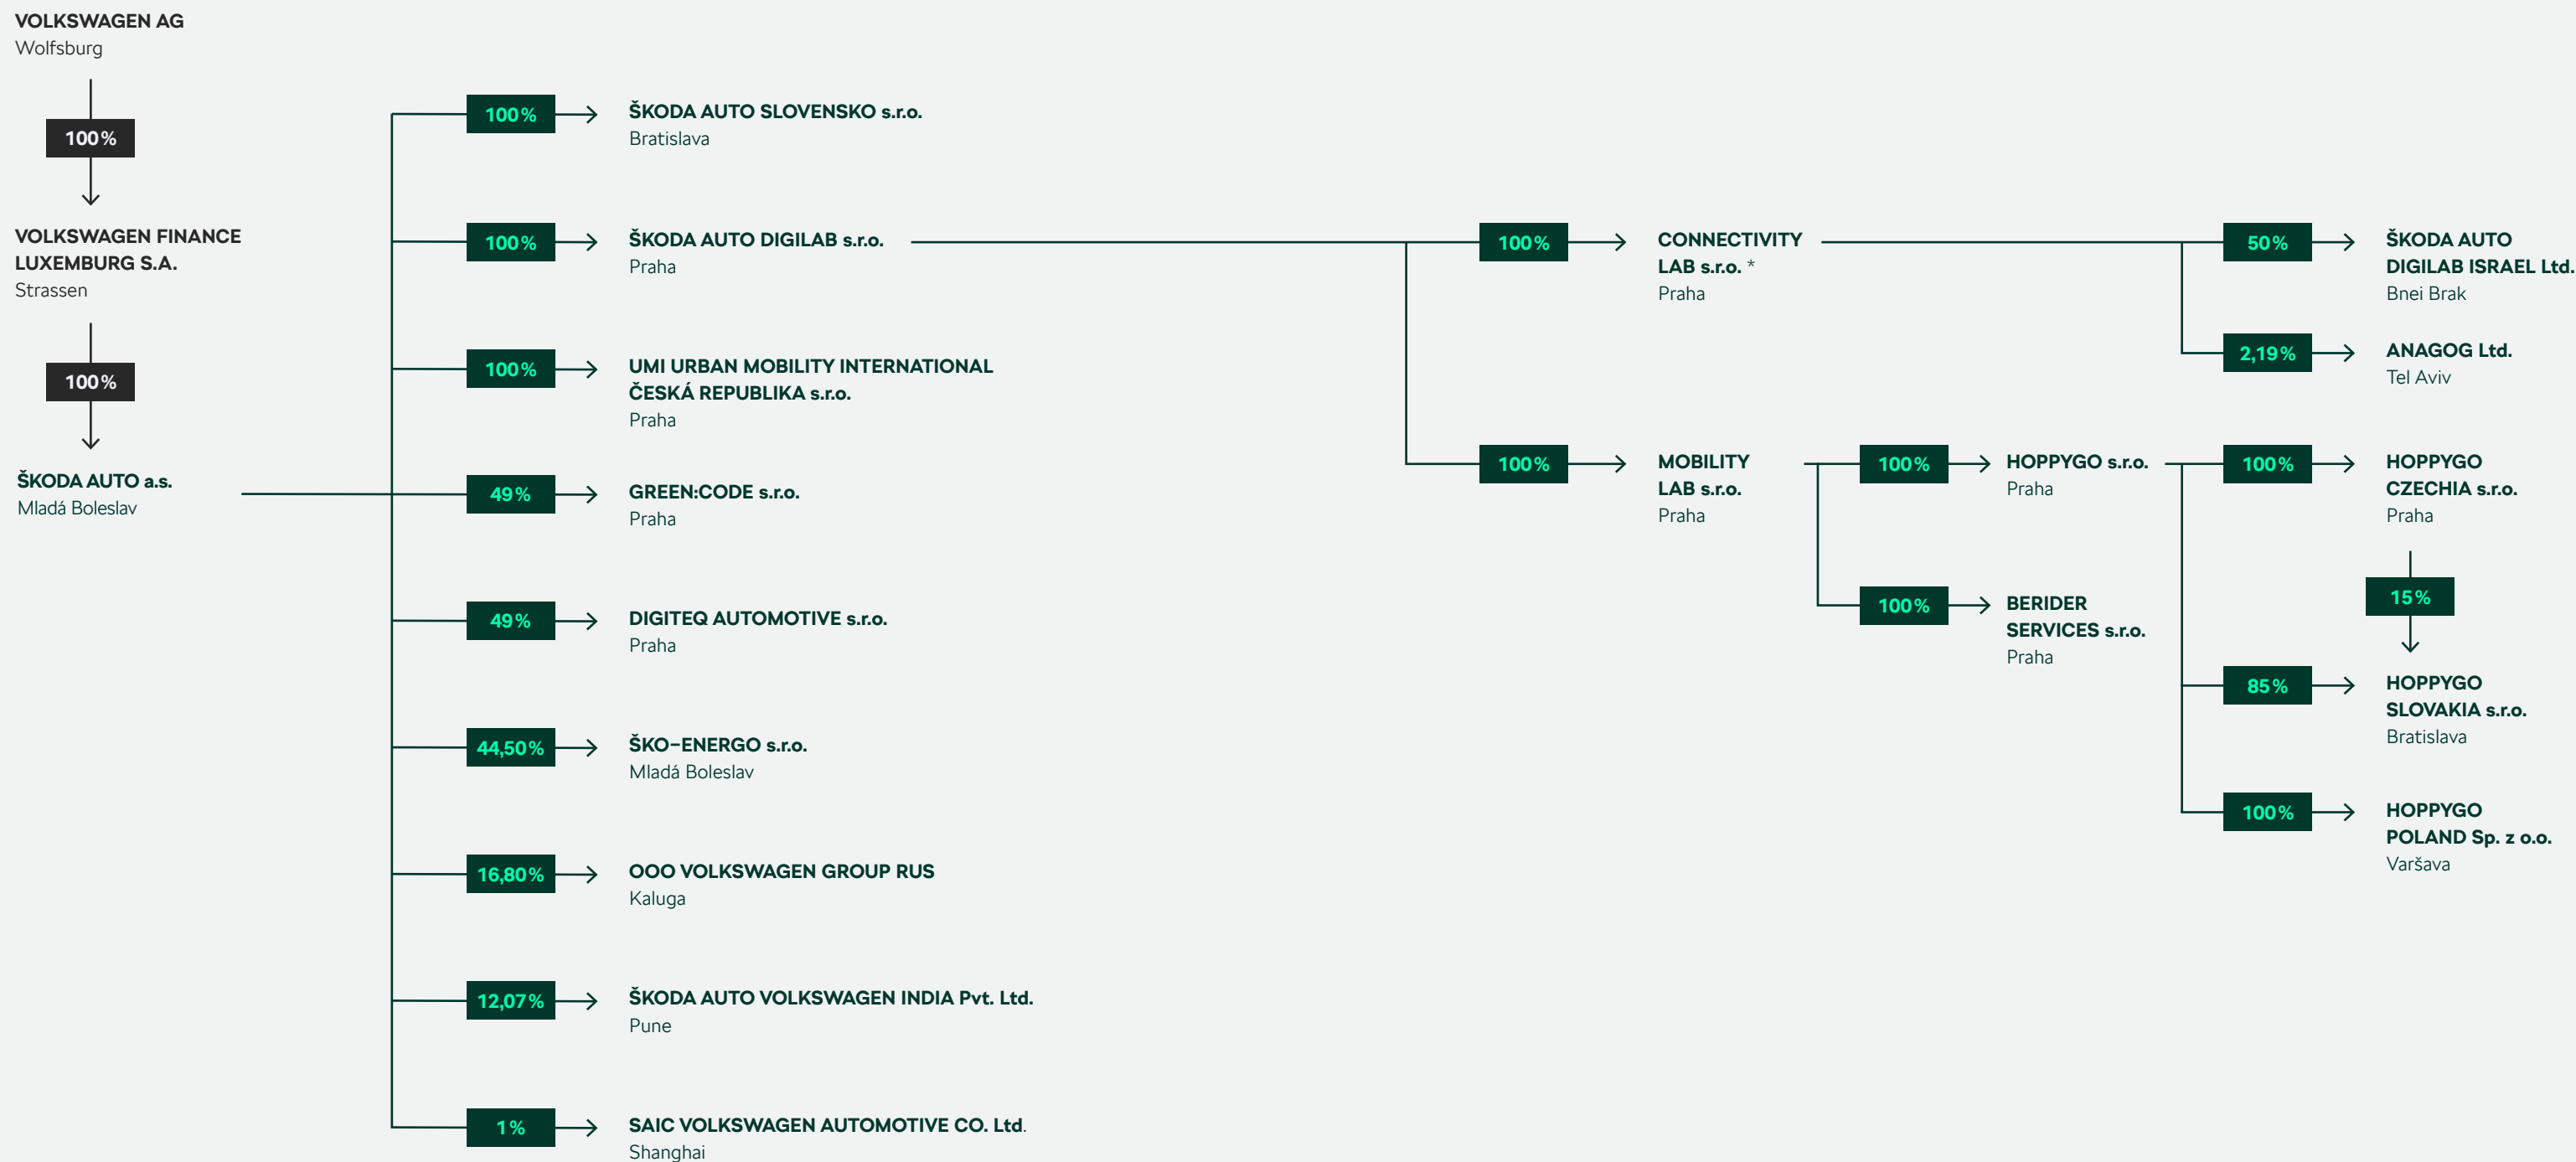 VOLKSWAGEN AG
Wolfsburg
100%
VOLKSWAGEN FINANCE
LUXEMBURG S.A.
Strassen
100%
ŠKODA AUTO a.s.
Mladá Boleslav
100%
ŠKODA AUTO SLOVENSKO s.r.o.
Bratislava
100%
ŠKODA AUTO DIGILAB s.r.o.
Praha
100%
UMI URBAN MOBILITY INTERNATIONAL
ČESKÁ REPUBLIKA s.r.o.
Praha
49%
GREEN:CODE s.r.o.
Praha
49%
DIGITEQ AUTOMOTIVE s.r.o.
Praha
44,50%
ŠKO-ENERGO s.r.o.
Mladá Boleslav
16,80%
OOO VOLKSWAGEN GROUP RUS
Kaluga
12,07%
ŠKODA AUTO VOLKSWAGEN INDIA Pvt. Ltd.
Pune
1%
SAIC VOLKSWAGEN AUTOMOTIVE CO. Ltd.
Shanghai
100%
CONNECTIVITY
LAB s.r.o. *
Praha
50%
ŠKODA AUTO
DIGILAB ISRAEL Ltd.
Bnei Brak
2,19%
ANAGOG Ltd.
Tel Aviv
100%
MOBILITY
LAB s.r.o.
Praha
100%
HOPPYGO s.r.o.
Praha
100%
BERIDER
SERVICES s.r.o.
Praha
100%
HOPPYGO
CZECHIA s.r.o.
Praha
15%
85%
HOPPYGO
SLOVAKIA s.r.o.
Bratislava
100%
HOPPYGO
POLAND Sp. z o.o.
Varšava